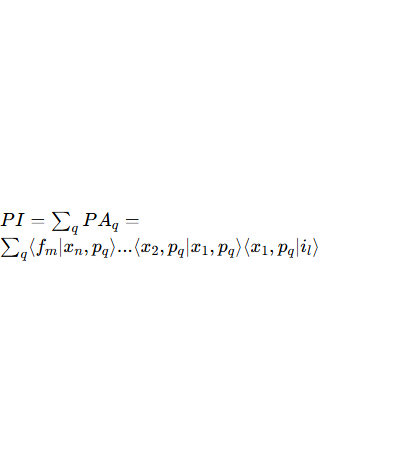 PI = ∑_q PA_q =
∑_q⟨f_m|x_n, p_q⟩...⟨x_2, p_q|x_1, p_q⟩⟨x_1, p_q|i_l⟩